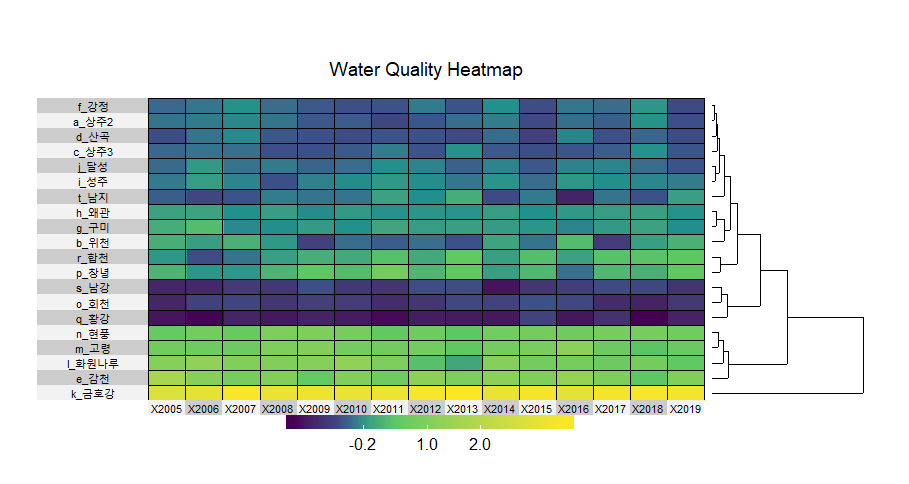 Water Quality Heatmap
f_강정
a_상주2
d_산곡
c_상주3
j_달성
i_성주
t_남지
h_왜관
g_구미
b_위천
r_합천
p_창녕
s_남강
o_회천
q_황강
n_현풍
m_고령
l_화원나루
e_감천
k_금호강
X2005 X2006 X2007 X2008 X2009 X2010 X2011 X2012 X2013 X2014 X2015 X2016 X2017 X2018 X2019
-0.2 1.0 2.0